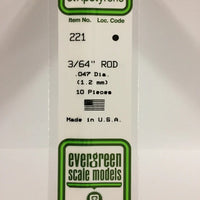 Item No. Loc. Code
221
3/64" ROD
.047 Dia.
(1.2 mm)
10 Pieces
Made in U.S.A.
evergreen
scale models